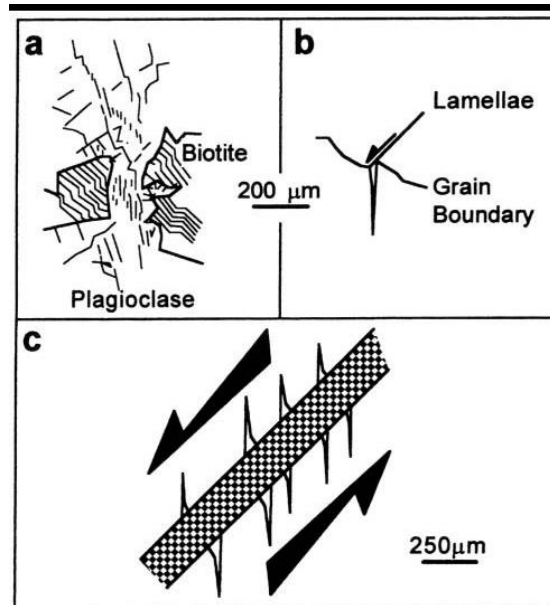 a
Biotite
200 μm
Plagioclase
b
Lamellae
Grain
Boundary
c
250μm